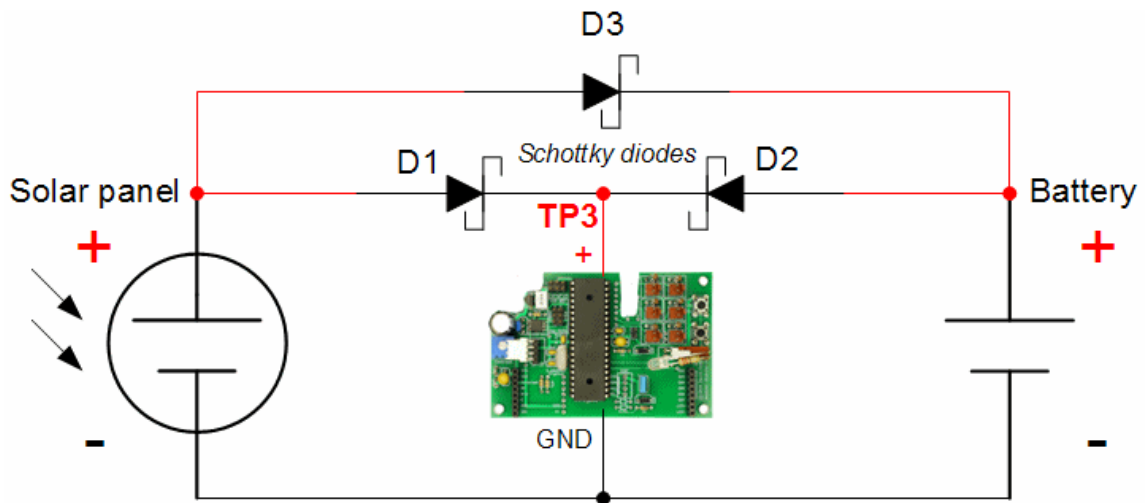 D3
Schottky diodes
D1
D2
Solar panel
Battery
TP3
+
+
+
GND
-
-